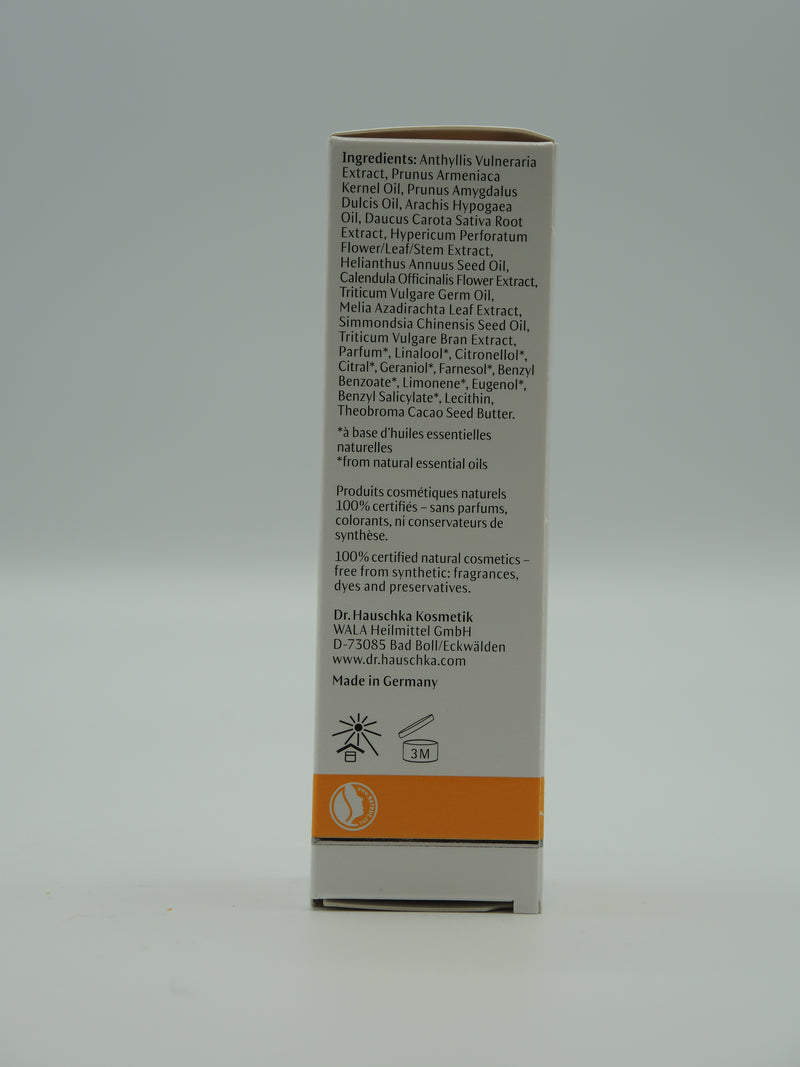 Ingredients: Anthyllis Vulneraria
Extract, Prunus Armeniaca
Kernel Oil, Prunus Amygdalus
Dulcis Oil, Arachis Hypogaea
Oil, Daucus Carota Sativa Root
Extract, Hypericum Perforatum
Flower/Leaf/Stem Extract,
Helianthus Annuus Seed Oil,
Calendula Officinalis Flower Extract,
Triticum Vulgare Germ Oil,
Melia Azadirachta Leaf Extract,
Simmondsia Chinensis Seed Oil,
Triticum Vulgare Bran Extract,
Parfum*, Linalool*, Citronellol*,
Citral*, Geraniol*, Farnesol*, Benzyl
Benzoate*, Limonene*, Eugenol*,
Benzyl Salicylate*, Lecithin,
Theobroma Cacao Seed Butter.
*à base d'huiles essentielles
naturelles
*from natural essential oils
Produits cosmétiques naturels
100% certifiés – sans parfums,
colorants, ni conservateurs de
synthèse.
100% certified natural cosmetics –
free from synthetic: fragrances,
dyes and preservatives.
Dr. Hauschka Kosmetik
WALA Heilmittel GmbH
D-73085 Bad Boll/Eckwälden
www.dr.hauschka.com
Made in Germany
3M
www.natrue.org